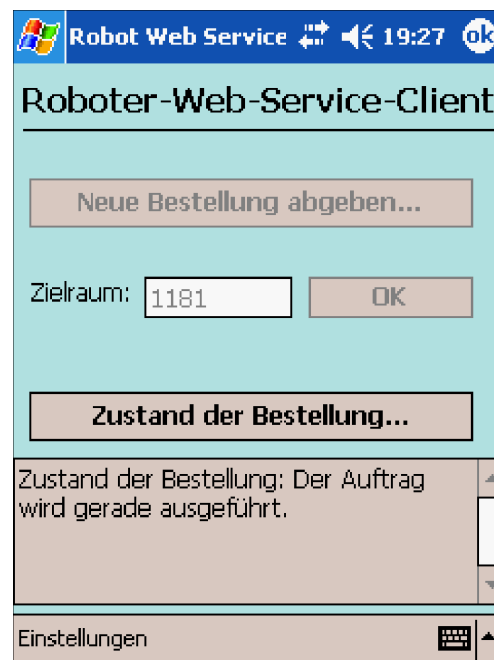 Robot Web Service 19:27 ok
Roboter-Web-Service-Client
Neue Bestellung abgeben...
Zielraum: 1181 OK
Zustand der Bestellung...
Zustand der Bestellung: Der Auftrag
wird gerade ausgeführt.
Einstellungen